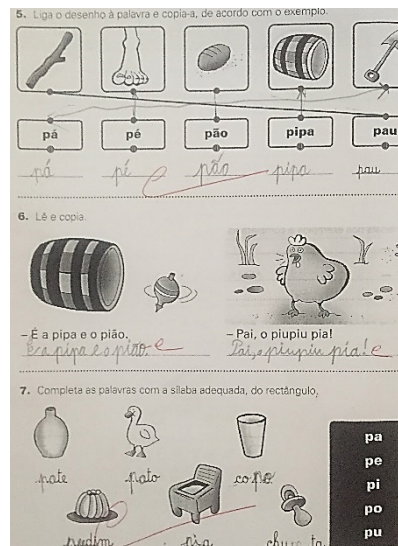 5. Liga o desenho à palavra e copia-a, de acordo com o exemplo.
pá pé pão pipa pau
pá pé pão pipa pau
6. Lê e copia.
– É a pipa e o pião. – Pai, o piupiu pia!
É a pipa e o pião. Pai, o piupiu pia!
7. Completa as palavras com a sílaba adequada, do rectângulo,
pa
pe
pate pato copo
pi
po
pudim pu